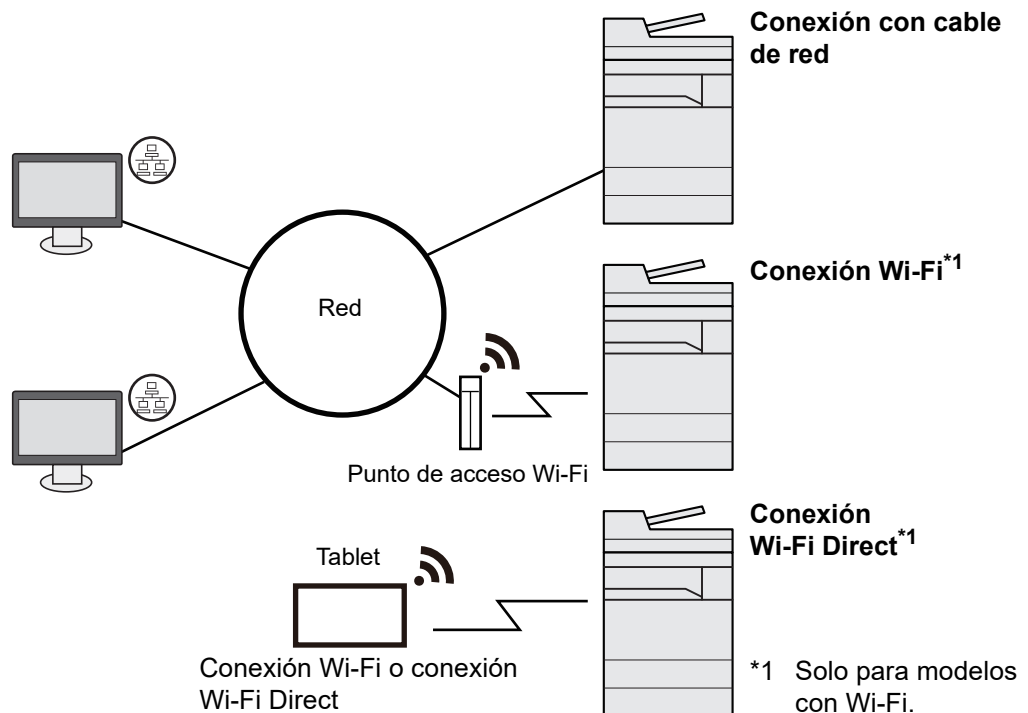 Conexión con cable
de red
Red
Conexión Wi-Fi*1
Punto de acceso Wi-Fi
Conexión
Wi-Fi Direct*1
Tablet
Conexión Wi-Fi o conexión
Wi-Fi Direct
*1 Solo para modelos
con Wi-Fi.